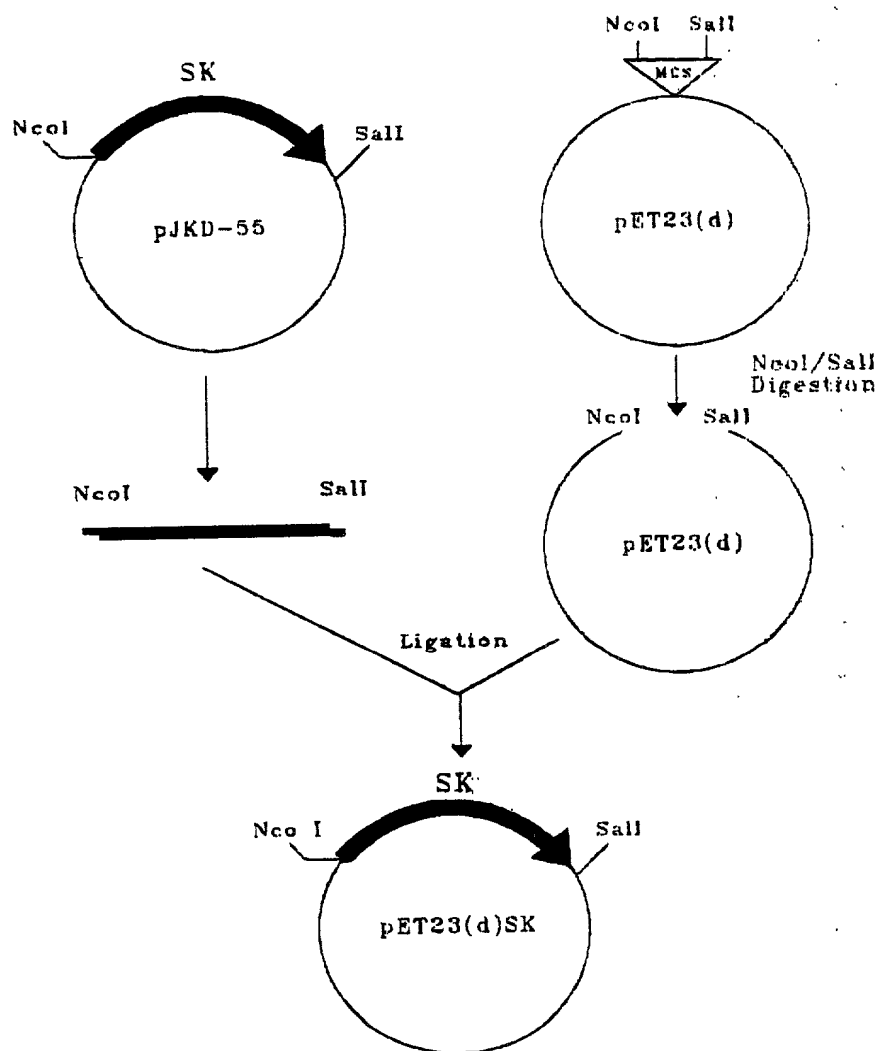 SK
NcoI
SalI
pJKD-55
NcoI SalI
MCS
pET23(d)
NcoI/SalI
Digestion
NcoI SalI
pET23(d)
NcoI SalI
Ligation
SK
Nco I
SalI
pET23(d)SK